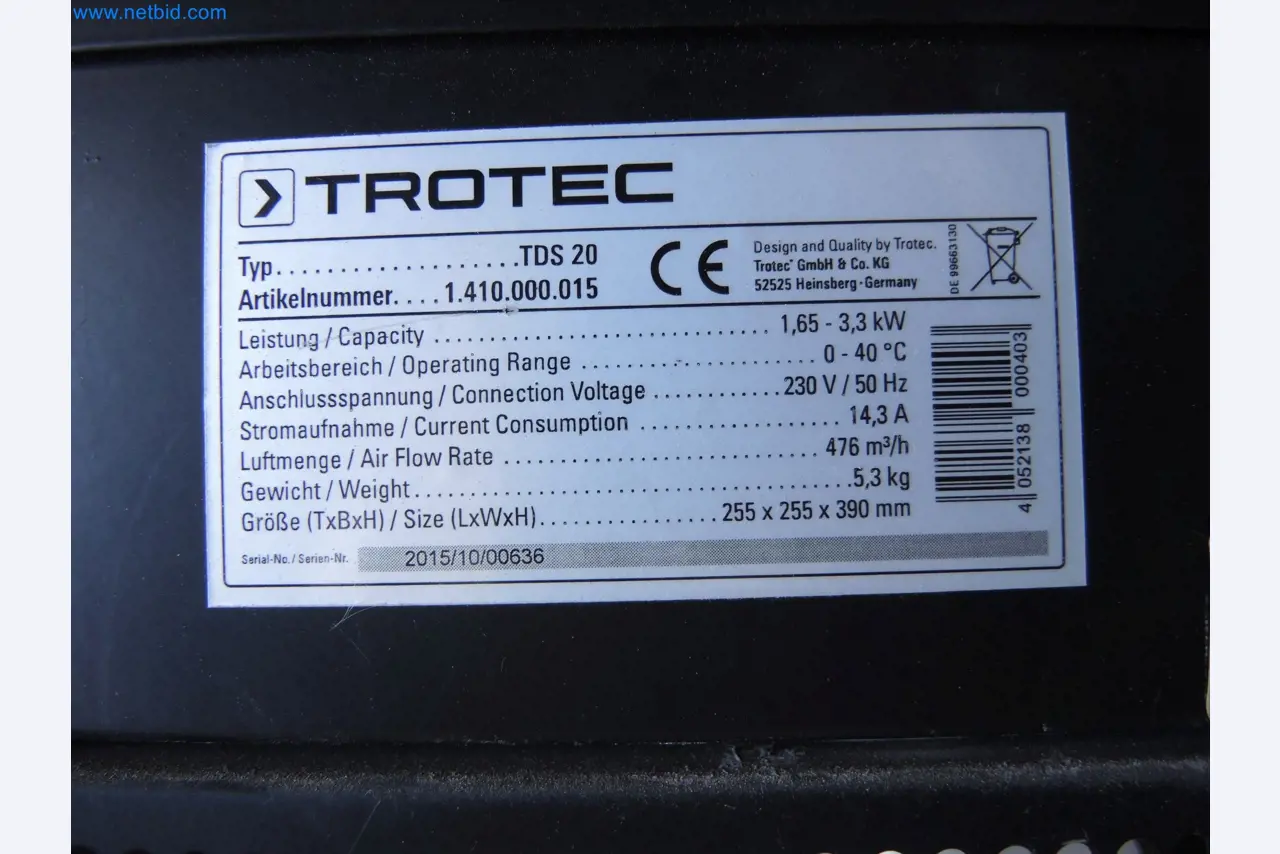 www.netbid.com
TROTEC
Typ...................TDS 20
Artikelnummer....1.410.000.015
CE
Design and Quality by Trotec.
Trotec® GmbH & Co. KG
52525 Heinsberg - Germany
DE 99663130
Leistung / Capacity .................................. 1,65 - 3,3 kW
Arbeitsbereich / Operating Range ....................... 0 - 40 °C
Anschlussspannung / Connection Voltage ............230 V / 50 Hz
Stromaufnahme / Current Consumption ................... 14,3 A
Luftmenge / Air Flow Rate .............................. 476 m³/h
Gewicht / Weight..........................................5,3 kg
Größe (TxBxH) / Size (LxWxH)................. 255 x 255 x 390 mm
Serial-No. / Serien-Nr. 2015/10/00636
4 052138 000403